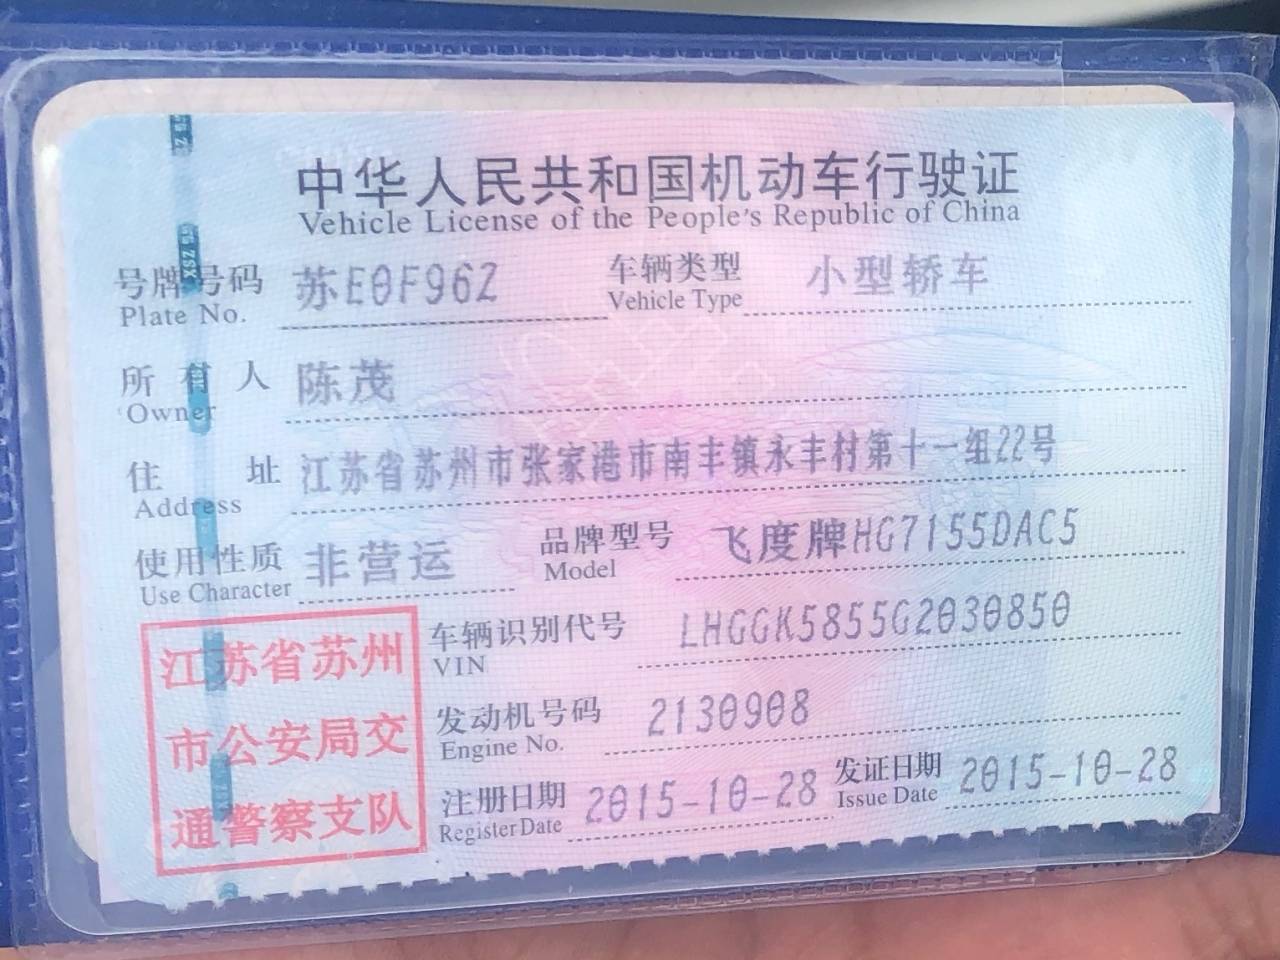 中华人民共和国机动车行驶证
Vehicle License of the People's Republic of China
号牌号码 苏E0F96Z 车辆类型 小型轿车
Plate No. Vehicle Type
所有人 陈茂
Owner
住址 江苏省苏州市张家港市南丰镇永丰村第十一组22号
Address
使用性质 非营运 品牌型号 飞度牌HG7155DAC5
Use Character Model
江苏省苏州
市公安局交
通警察支队
车辆识别代号 LHGGK5855G2030850
VIN
发动机号码 2130908
Engine No.
注册日期 2015-10-28 发证日期 2015-10-28
Register Date Issue Date